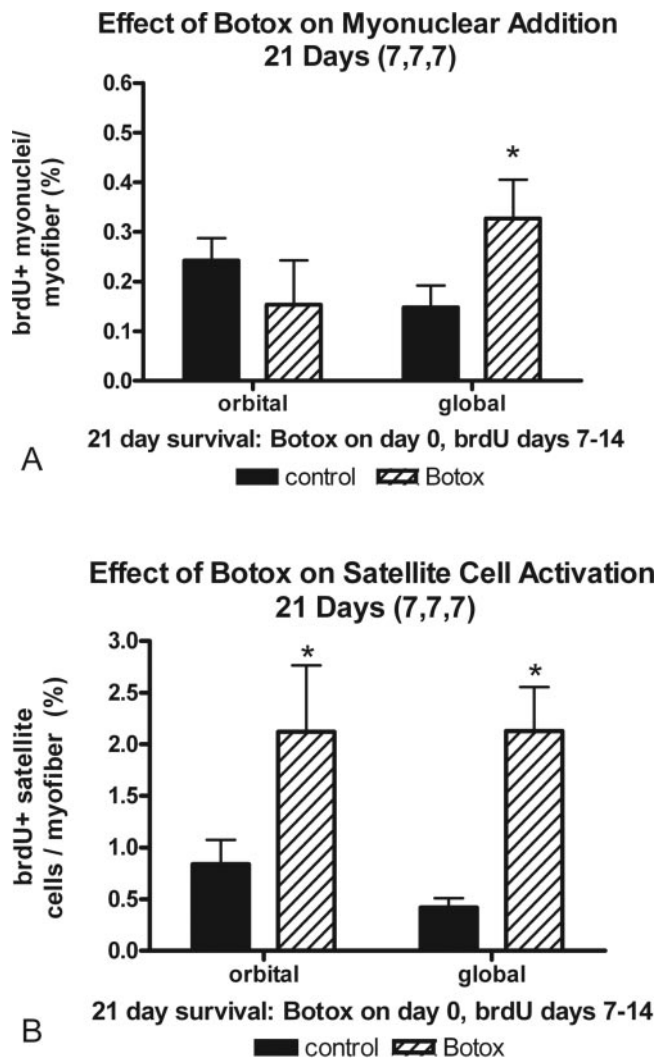 Effect of Botox on Myonuclear Addition
21 Days (7,7,7)
0.6
0.5
0.4
0.3
0.2
0.1
0.0
brdU+ myonuclei/
myofiber (%)
*
orbital
global
21 day survival: Botox on day 0, brdU days 7-14
A
control
Botox
Effect of Botox on Satellite Cell Activation
21 Days (7,7,7)
3.0
2.5
2.0
1.5
1.0
0.5
0.0
brdU+ satellite
cells / myofiber (%)
*
*
orbital
global
21 day survival: Botox on day 0, brdU days 7-14
B
control
Botox